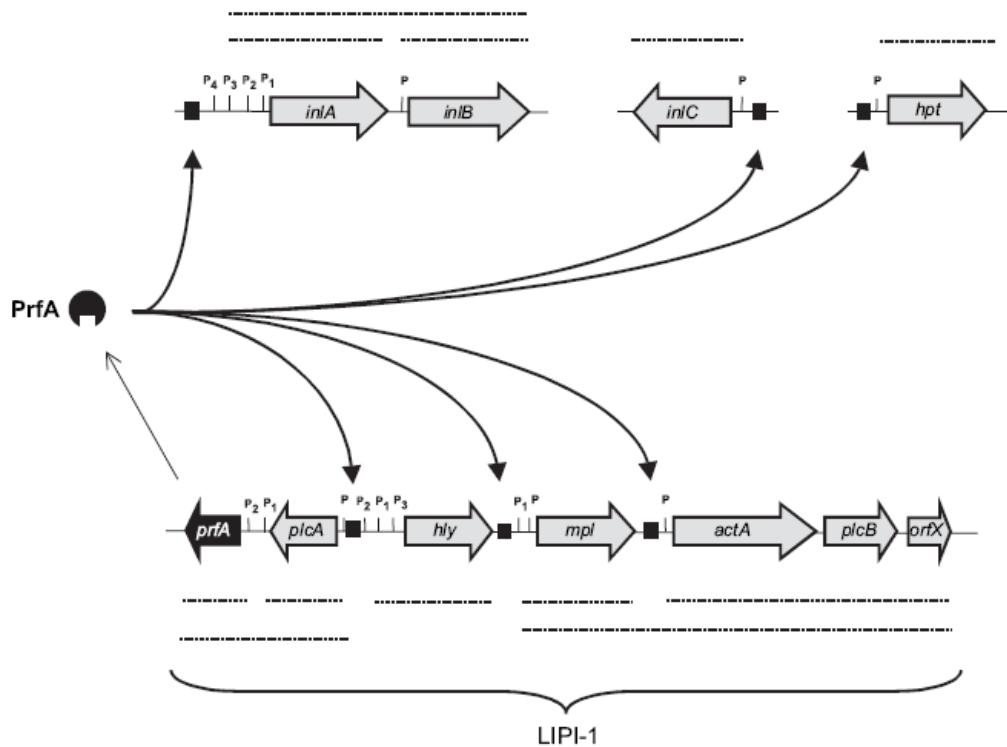 P4 P3 P2 P1 P P P
inlA inlB inlC hpt
PrfA
P2 P1 P P2 P1 P3 P1 P P
prfA plcA hly mpl actA plcB orfX
LIPI-1